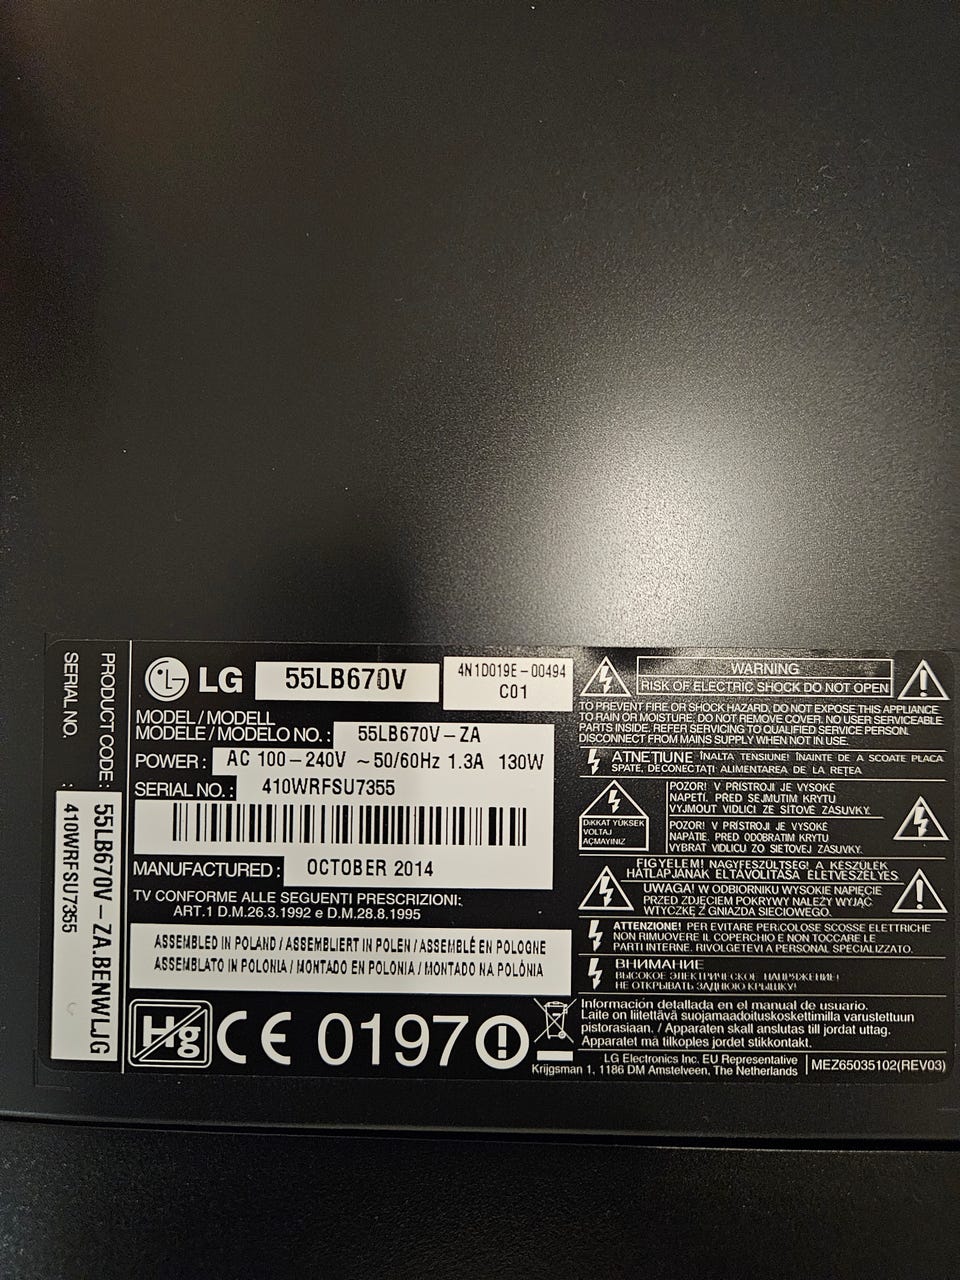 LG 55LB670V
4N1D019E-00494
C01
MODEL / MODELL
MODELE / MODELO NO. : 55LB670V-ZA
POWER : AC 100-240V ~50/60Hz 1.3A 130W
SERIAL NO. : 410WRFSU7355
MANUFACTURED : OCTOBER 2014
TV CONFORME ALLE SEGUENTI PRESCRIZIONI:
ART.1 D.M.26.3.1992 e D.M.28.8.1995
ASSEMBLED IN POLAND / ASSEMBLIERT IN POLEN / ASSEMBLÉ EN POLOGNE
ASSEMBLATO IN POLONIA / MONTADO EN POLONIA / MONTADO NA POLÔNIA
Hg CE 0197
PRODUCT CODE : 55LB670V-ZA.BENWLJG
SERIAL NO. : 410WRFSU7355
WARNING
RISK OF ELECTRIC SHOCK DO NOT OPEN
TO PREVENT FIRE OR SHOCK HAZARD, DO NOT EXPOSE THIS APPLIANCE
TO RAIN OR MOISTURE. DO NOT REMOVE COVER. NO USER SERVICEABLE
PARTS INSIDE. REFER SERVICING TO QUALIFIED SERVICE PERSON.
DISCONNECT FROM MAINS SUPPLY WHEN NOT IN USE.
ATNEȚIUNE ÎNALTA TENSIUNE! ÎNAINTE DE A SCOATE PLACA
SPATE, DECONECTAȚI ALIMENTAREA DE LA REȚEA
DİKKAT YÜKSEK
VOLTAJ
AÇMAYINIZ
POZOR! V PŘISTROJI JE VYSOKÉ
NAPĚTI. PŘED SEJMUTIM KRYTU
VYJMOUT VIDLICI ZE SÍTOVÉ ZÁSUVKY.
POZOR! V PRÍSTROJI JE VYSOKÉ
NAPÄTIE. PRED ODOBRATIM KRYTU
VYBRAT VIDLICU ZO SIETOVEJ ZASUVKY.
FIGYELEM! NAGYFESZÜLTSÉG! A KÉSZÜLÉK
HÁTLAPJÁNAK ELTÁVOLÍTÁSA ÉLETVESZÉLYES
UWAGA! W ODBIORNIKU WYSOKIE NAPIĘCIE
PRZED ZDJĘCIEM POKRYWY NALEŻY WYJĄĆ
WTYCZKĘ Z GNIAZDA SIECIOWEGO.
ATTENZIONE! PER EVITARE PERICOLOSE SCOSSE ELETTRICHE
NON RIMUOVERE IL COPERCHIO E NON TOCCARE LE
PARTI INTERNE. RIVOLGETEVI A PERSONAL SPECIALIZZATO.
ВНИМАНИЕ
ВЫСОКОЕ ЭЛЕКТРИЧЕСКОЕ НАПРЯЖЕНИЕ!
НЕ ОТКРЫВАТЬ ЗАДНЮЮ КРЫШКУ!
Información detallada en el manual de usuario.
Laite on liitettävä suojamaadoituskoskettimilla varustettuun
pistorasiaan. / Apparaten skall anslutas till jordat uttag.
Apparatet må tilkoples jordet stikkontakt.
LG Electronics Inc. EU Representative
Krijgsman 1, 1186 DM Amstelveen, The Netherlands
MEZ65035102(REV03)